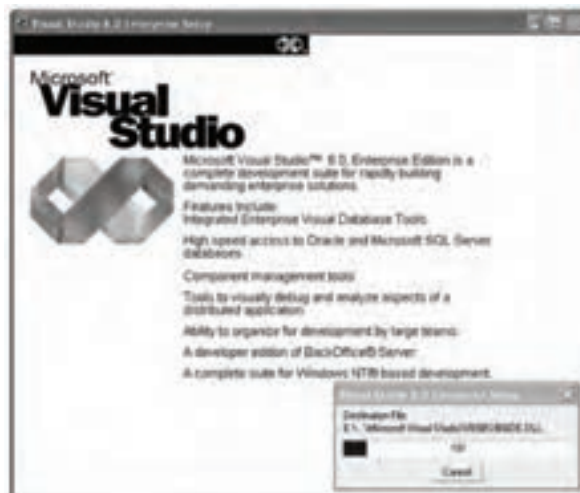 Visual Studio 6.0 Enterprise Setup
Microsoft
Visual
Studio
Microsoft Visual Studio™ 6.0, Enterprise Edition is a
complete development suite for rapidly building
demanding enterprise solutions.
Features Include:
Integrated Enterprise Visual Database Tools
High speed access to Oracle and Microsoft SQL Server
databases
Component management tools
Tools to visually debug and analyze aspects of a
distributed application
Ability to organize for development by large teams
A developer edition of BackOffice® Server
A complete suite for Windows NT® based development.
Visual Studio 6.0 Enterprise Setup
Destination File:
Cancel